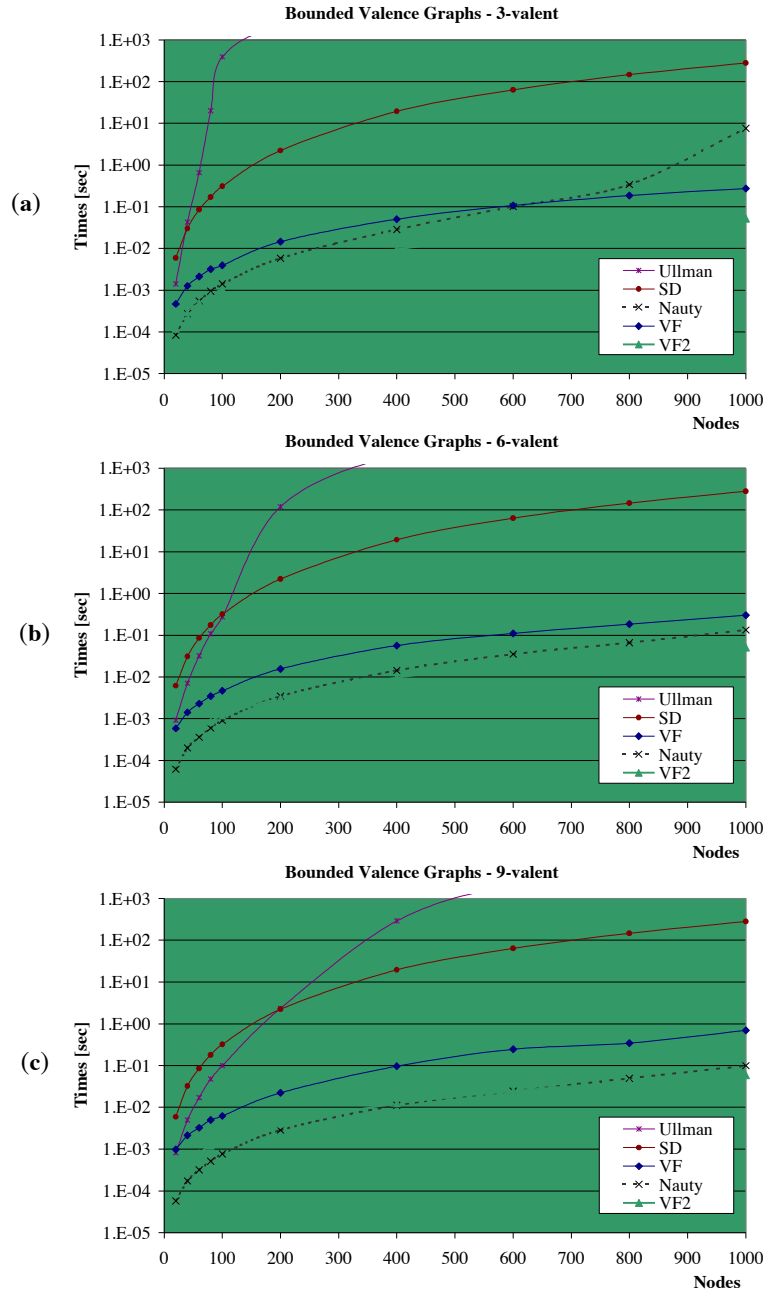 Bounded Valence Graphs - 3-valent
1.E+03
1.E+02
1.E+01
1.E+00
1.E-01
1.E-02
1.E-03
1.E-04
1.E-05
Times [sec]
(a)
Ullman
SD
Nauty
VF
VF2
0 100 200 300 400 500 600 700 800 900 1000
Nodes
Bounded Valence Graphs - 6-valent
1.E+03
1.E+02
1.E+01
1.E+00
1.E-01
1.E-02
1.E-03
1.E-04
1.E-05
Times [sec]
(b)
Ullman
SD
VF
Nauty
VF2
0 100 200 300 400 500 600 700 800 900 1000
Nodes
Bounded Valence Graphs - 9-valent
1.E+03
1.E+02
1.E+01
1.E+00
1.E-01
1.E-02
1.E-03
1.E-04
1.E-05
Times [sec]
(c)
Ullman
SD
VF
Nauty
VF2
0 100 200 300 400 500 600 700 800 900 1000
Nodes